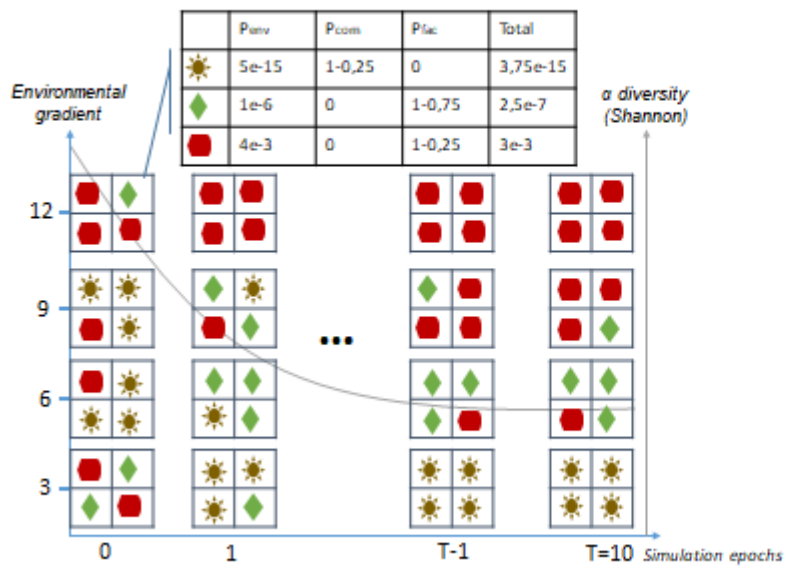 Penv Pcom Pfac Total
5e-15 1-0,25 0 3,75e-15
1e-6 0 1-0,75 2,5e-7
4e-3 0 1-0,25 3e-3
Environmental
gradient
α diversity
(Shannon)
12
9
6
3
...
0 1 T-1 T=10 Simulation epochs